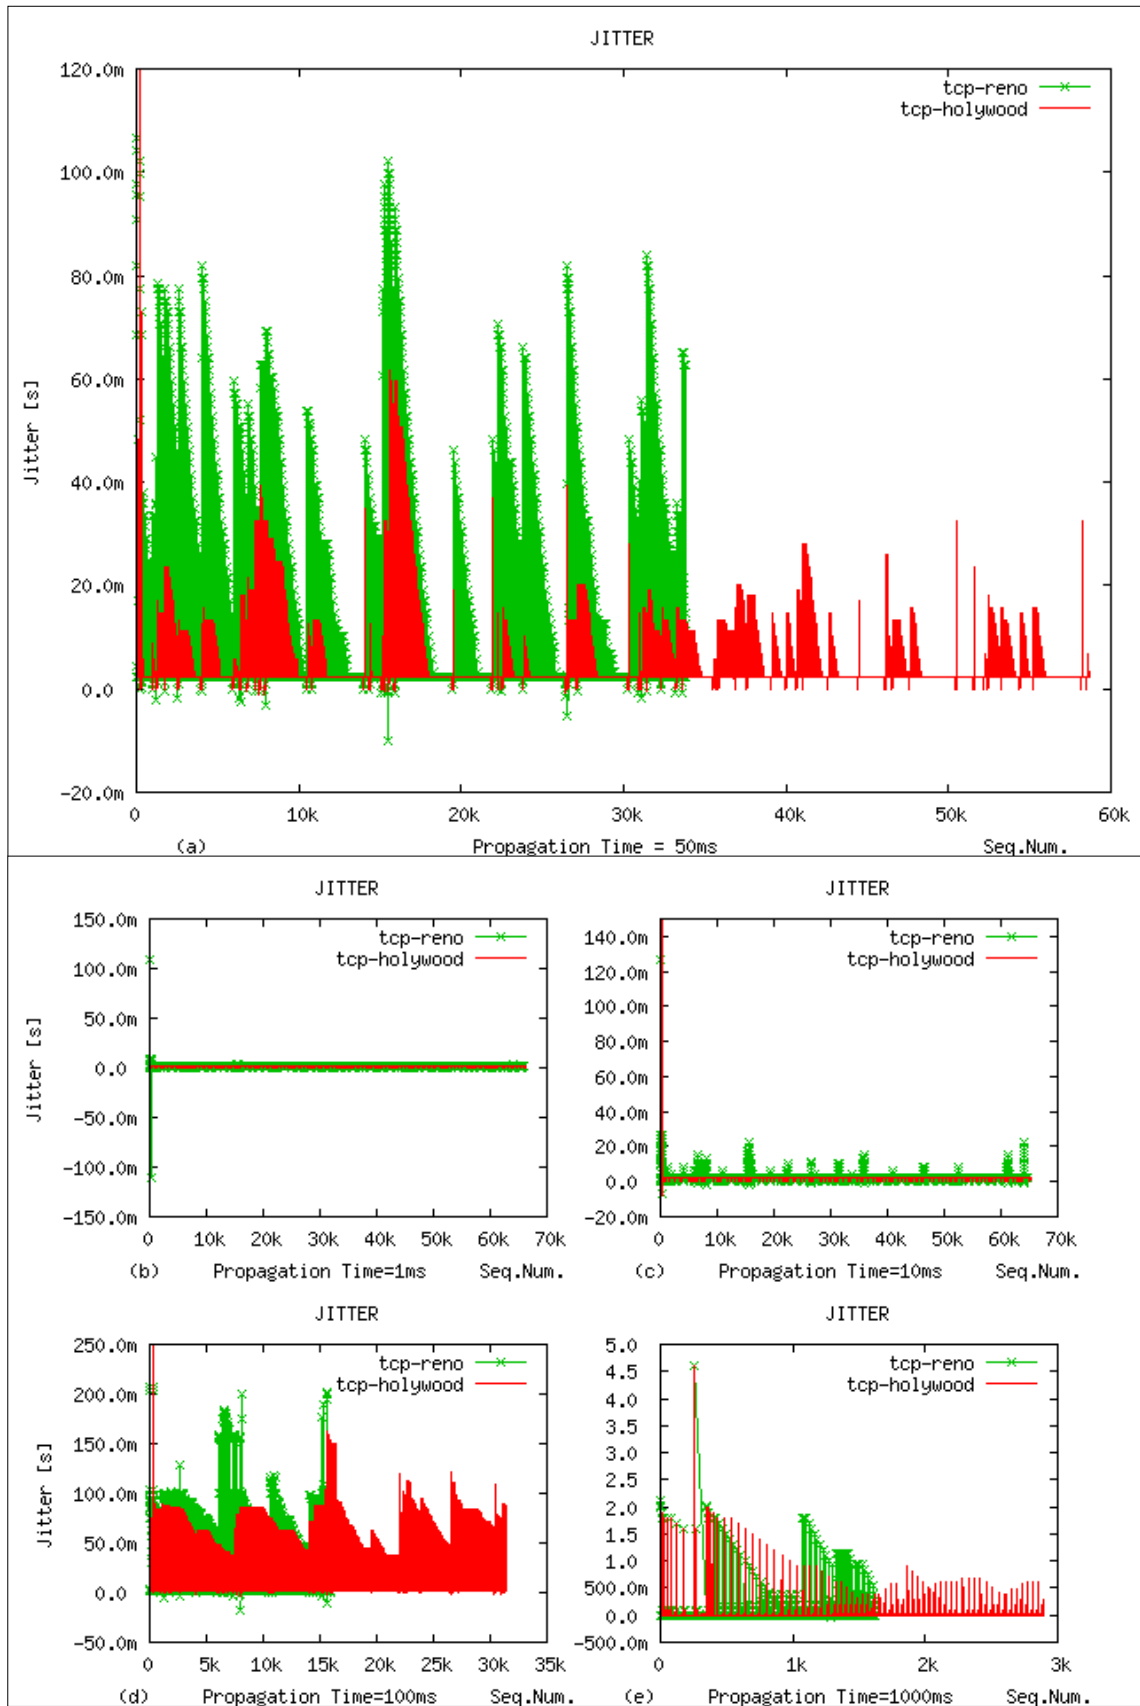 JITTER
120.0m
tcp-reno
tcp-holywood
100.0m
80.0m
60.0m
Jitter [s]
40.0m
20.0m
0.0
-20.0m
0 10k 20k 30k 40k 50k 60k
(a) Propagation Time = 50ms Seq.Num.
JITTER
150.0m
tcp-reno
tcp-holywood
100.0m
50.0m
Jitter [s]
0.0
-50.0m
-100.0m
-150.0m
0 10k 20k 30k 40k 50k 60k 70k
(b) Propagation Time=1ms Seq.Num.
JITTER
140.0m
tcp-reno
tcp-holywood
120.0m
100.0m
80.0m
60.0m
40.0m
20.0m
0.0
-20.0m
0 10k 20k 30k 40k 50k 60k 70k
(c) Propagation Time=10ms Seq.Num.
JITTER
250.0m
tcp-reno
tcp-holywood
200.0m
150.0m
Jitter [s]
100.0m
50.0m
0.0
-50.0m
0 5k 10k 15k 20k 25k 30k 35k
(d) Propagation Time=100ms Seq.Num.
JITTER
5.0
tcp-reno
4.5
tcp-holywood
4.0
3.5
3.0
2.5
2.0
1.5
1.0
500.0m
0.0
-500.0m
0 1k 2k 3k
(e) Propagation Time=1000ms Seq.Num.